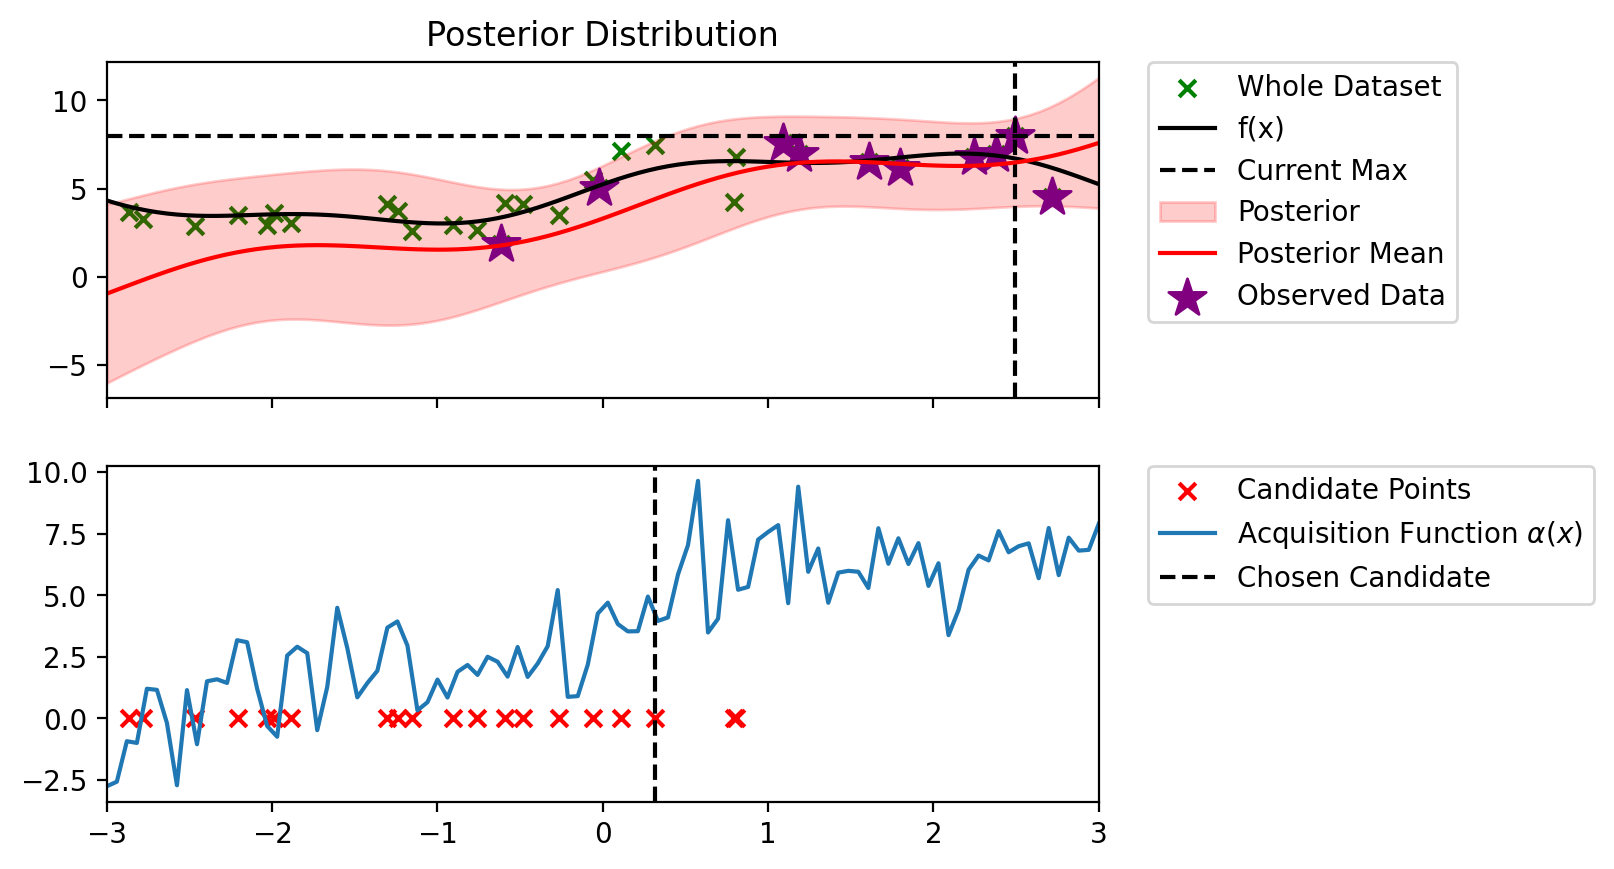 Posterior Distribution
10
5
0
−5
Whole Dataset
f(x)
Current Max
Posterior
Posterior Mean
Observed Data
10.0
7.5
5.0
2.5
0.0
−2.5
−3 −2 −1 0 1 2 3
Candidate Points
Acquisition Function α(x)
Chosen Candidate